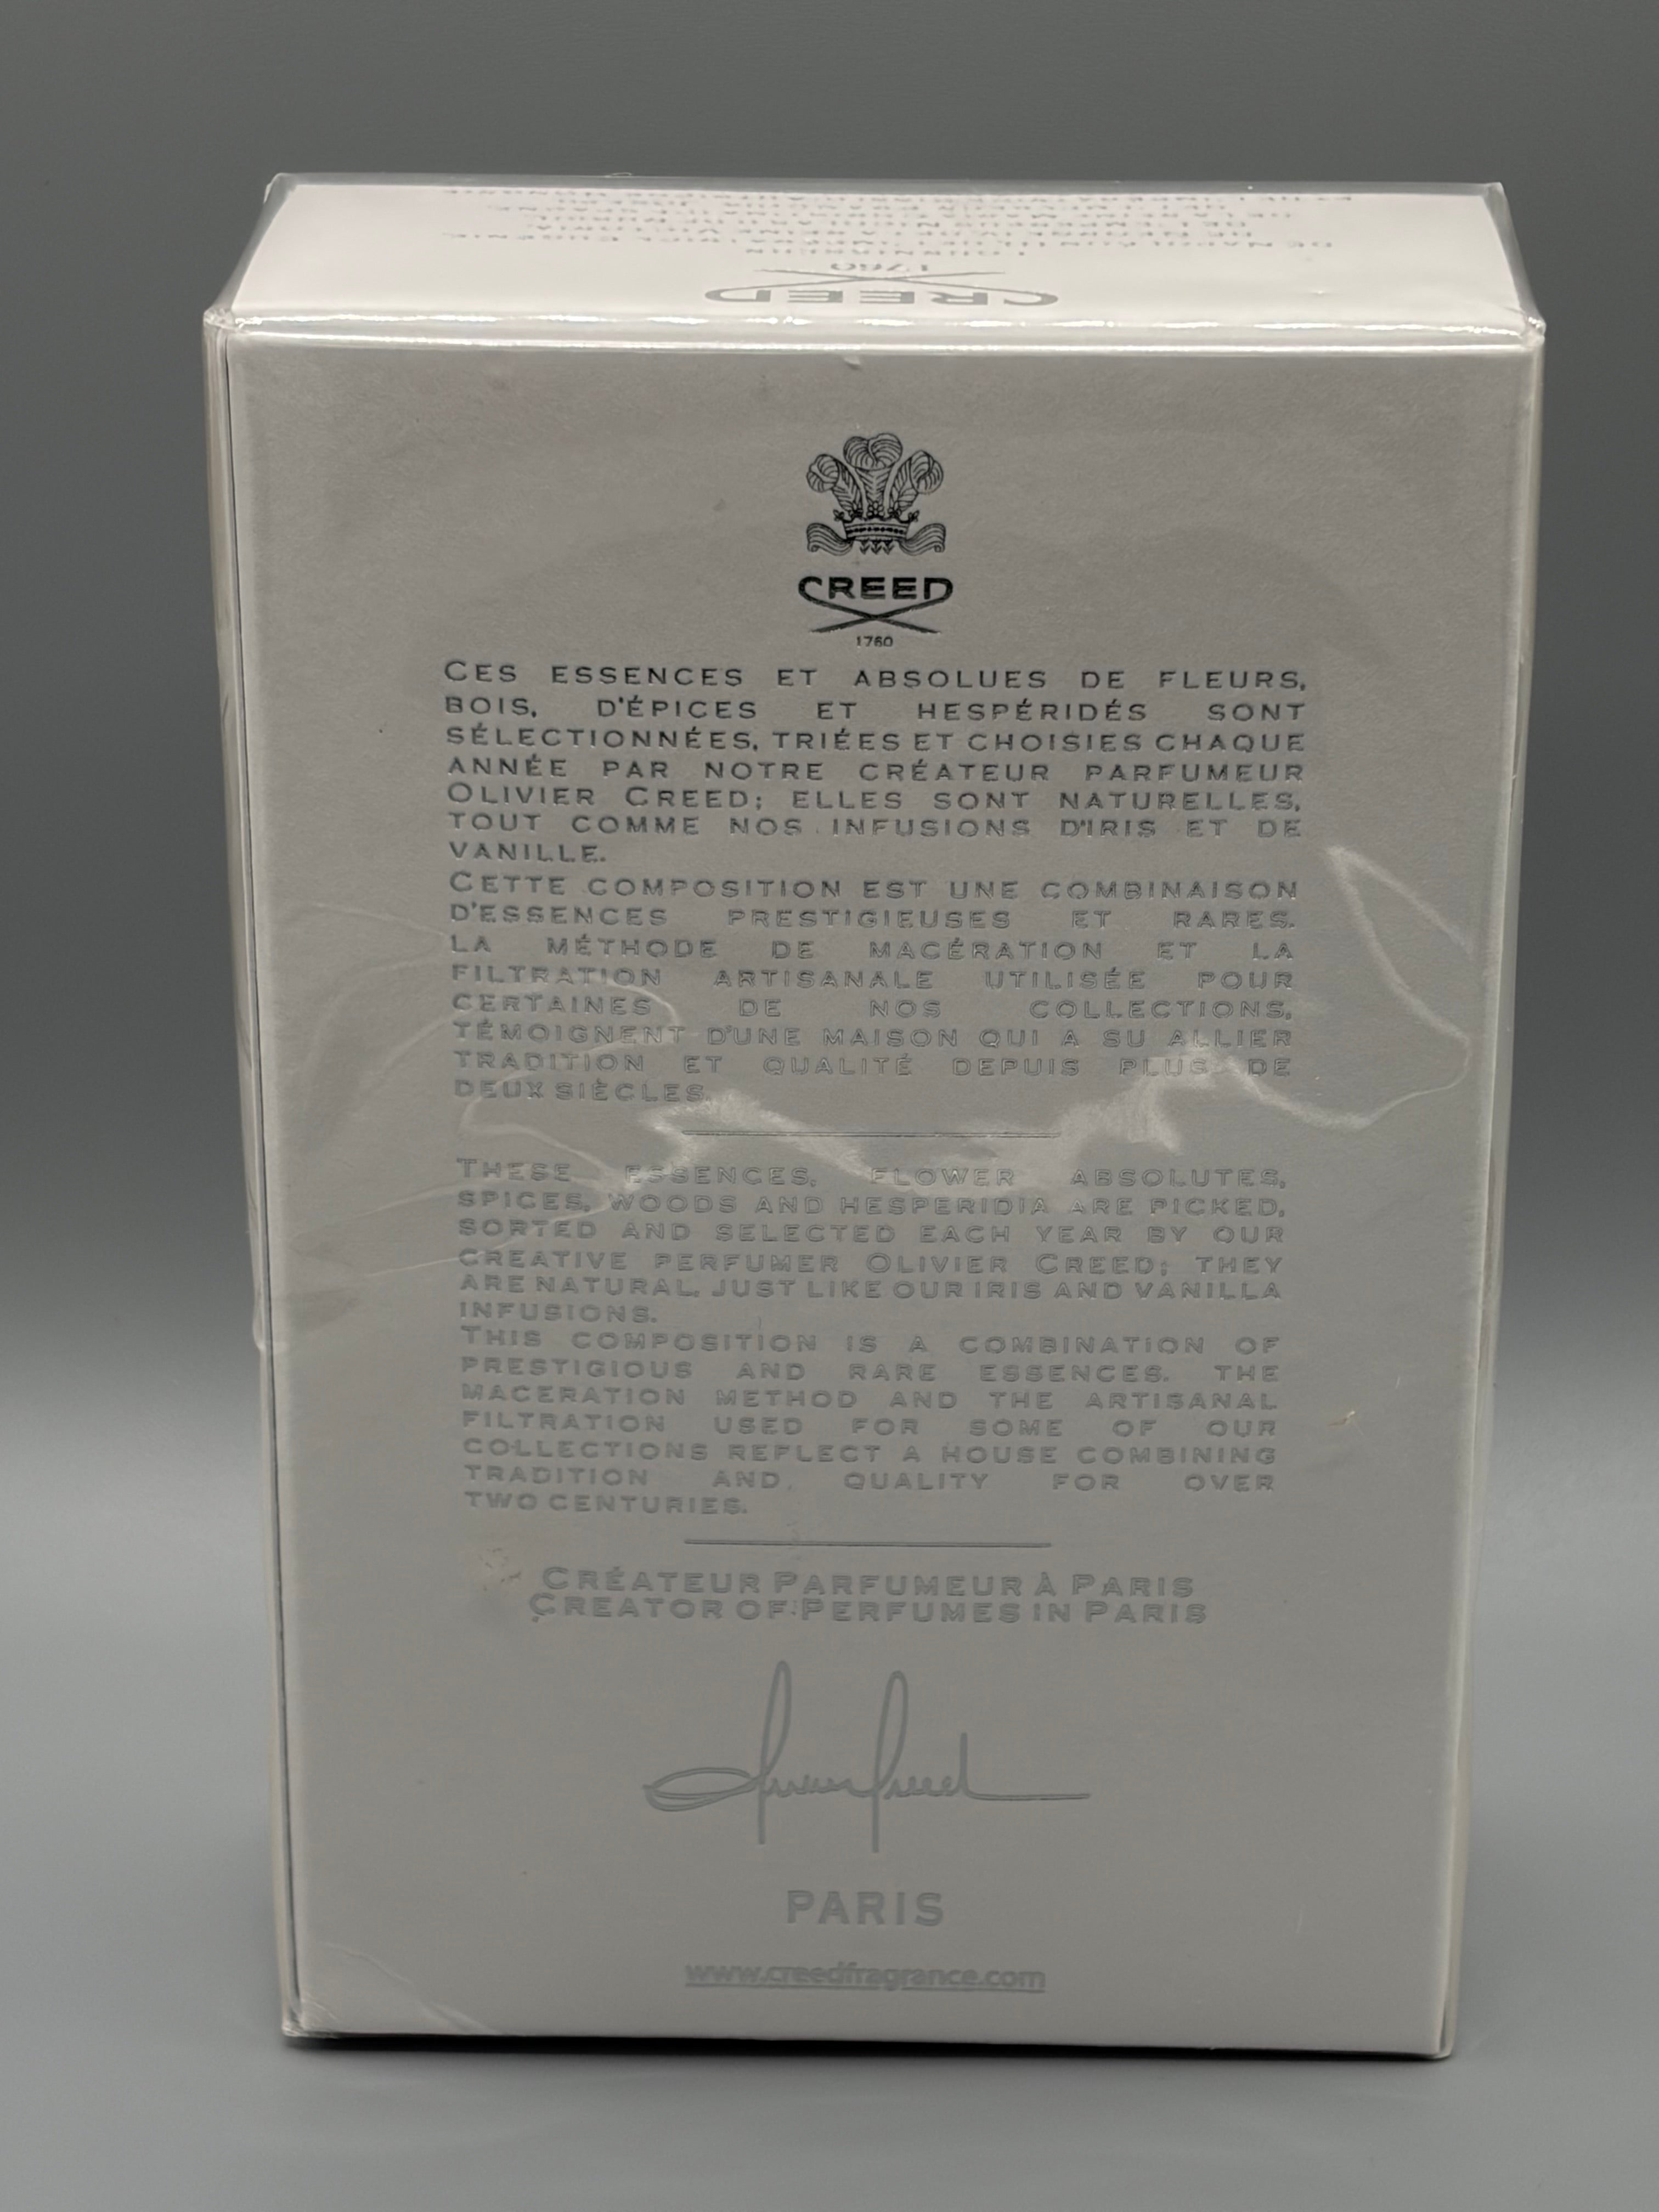 CREED
1760
CREED
1760
CES ESSENCES ET ABSOLUES DE FLEURS,
BOIS, D'ÉPICES ET HESPÉRIDÉS SONT
SÉLECTIONNÉES, TRIÉES ET CHOISIES CHAQUE
ANNÉE PAR NOTRE CRÉATEUR PARFUMEUR
OLIVIER CREED; ELLES SONT NATURELLES,
TOUT COMME NOS INFUSIONS D'IRIS ET DE
VANILLE.
CETTE COMPOSITION EST UNE COMBINAISON
D'ESSENCES PRESTIGIEUSES ET RARES.
LA MÉTHODE DE MACÉRATION ET LA
FILTRATION ARTISANALE UTILISÉE POUR
CERTAINES DE NOS COLLECTIONS,
TÉMOIGNENT D'UNE MAISON QUI A SU ALLIER
TRADITION ET QUALITÉ DEPUIS PLUS DE
DEUX SIÈCLES.
THESE ESSENCES, FLOWER ABSOLUTES,
SPICES, WOODS AND HESPERIDIA ARE PICKED,
SORTED AND SELECTED EACH YEAR BY OUR
CREATIVE PERFUMER OLIVIER CREED; THEY
ARE NATURAL, JUST LIKE OUR IRIS AND VANILLA
INFUSIONS.
THIS COMPOSITION IS A COMBINATION OF
PRESTIGIOUS AND RARE ESSENCES. THE
MACERATION METHOD AND THE ARTISANAL
FILTRATION USED FOR SOME OF OUR
COLLECTIONS REFLECT A HOUSE COMBINING
TRADITION AND QUALITY FOR OVER
TWO CENTURIES.
CRÉATEUR PARFUMEUR À PARIS
CREATOR OF PERFUMES IN PARIS
Olivier Creed
PARIS
www.creedfragrance.com